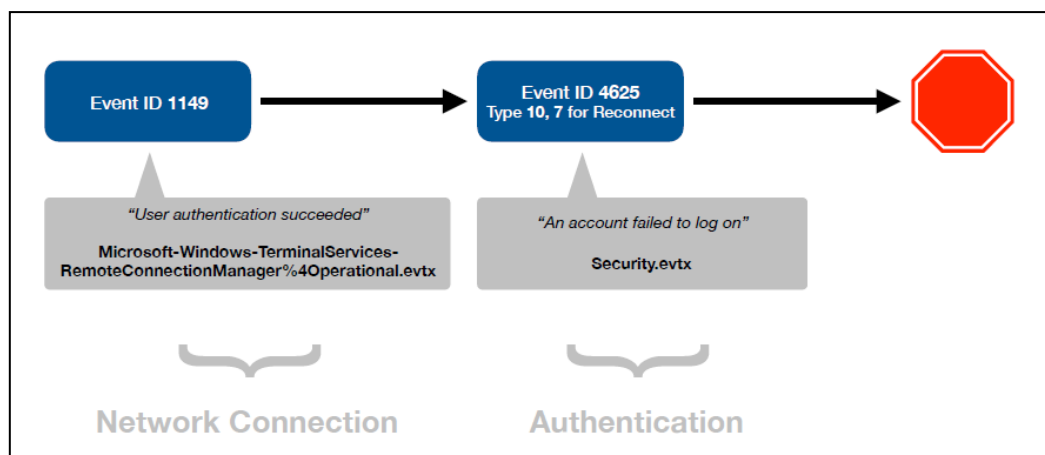 Event ID 1149
Event ID 4625
Type 10, 7 for Reconnect
“User authentication succeeded”
Microsoft-Windows-TerminalServices-
RemoteConnectionManager%4Operational.evtx
“An account failed to log on”
Security.evtx
Network Connection
Authentication